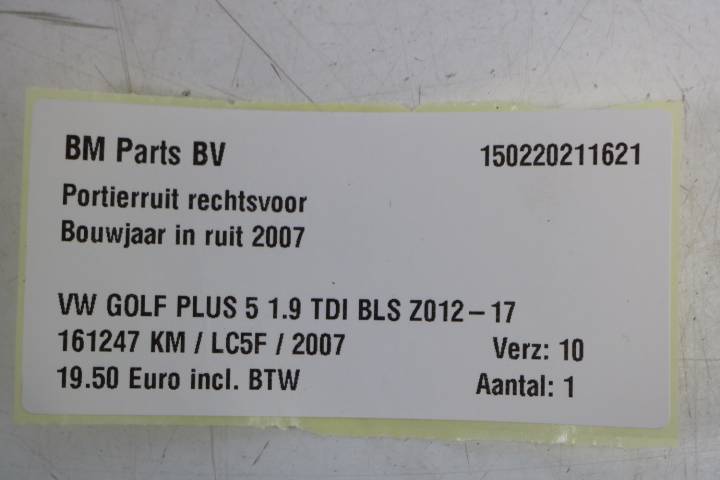 BM Parts BV 150220211621
Portierruit rechtsvoor
Bouwjaar in ruit 2007
VW GOLF PLUS 5 1.9 TDI BLS Z012-17
161247 KM / LC5F / 2007 Verz: 10
19.50 Euro incl. BTW Aantal: 1